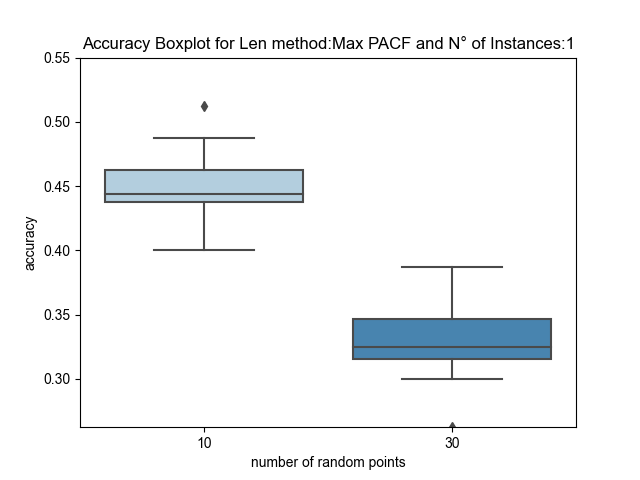 Accuracy Boxplot for Len method:Max PACF and N° of Instances:1
0.55
0.50
0.45
0.40
0.35
0.30
accuracy
10
30
number of random points